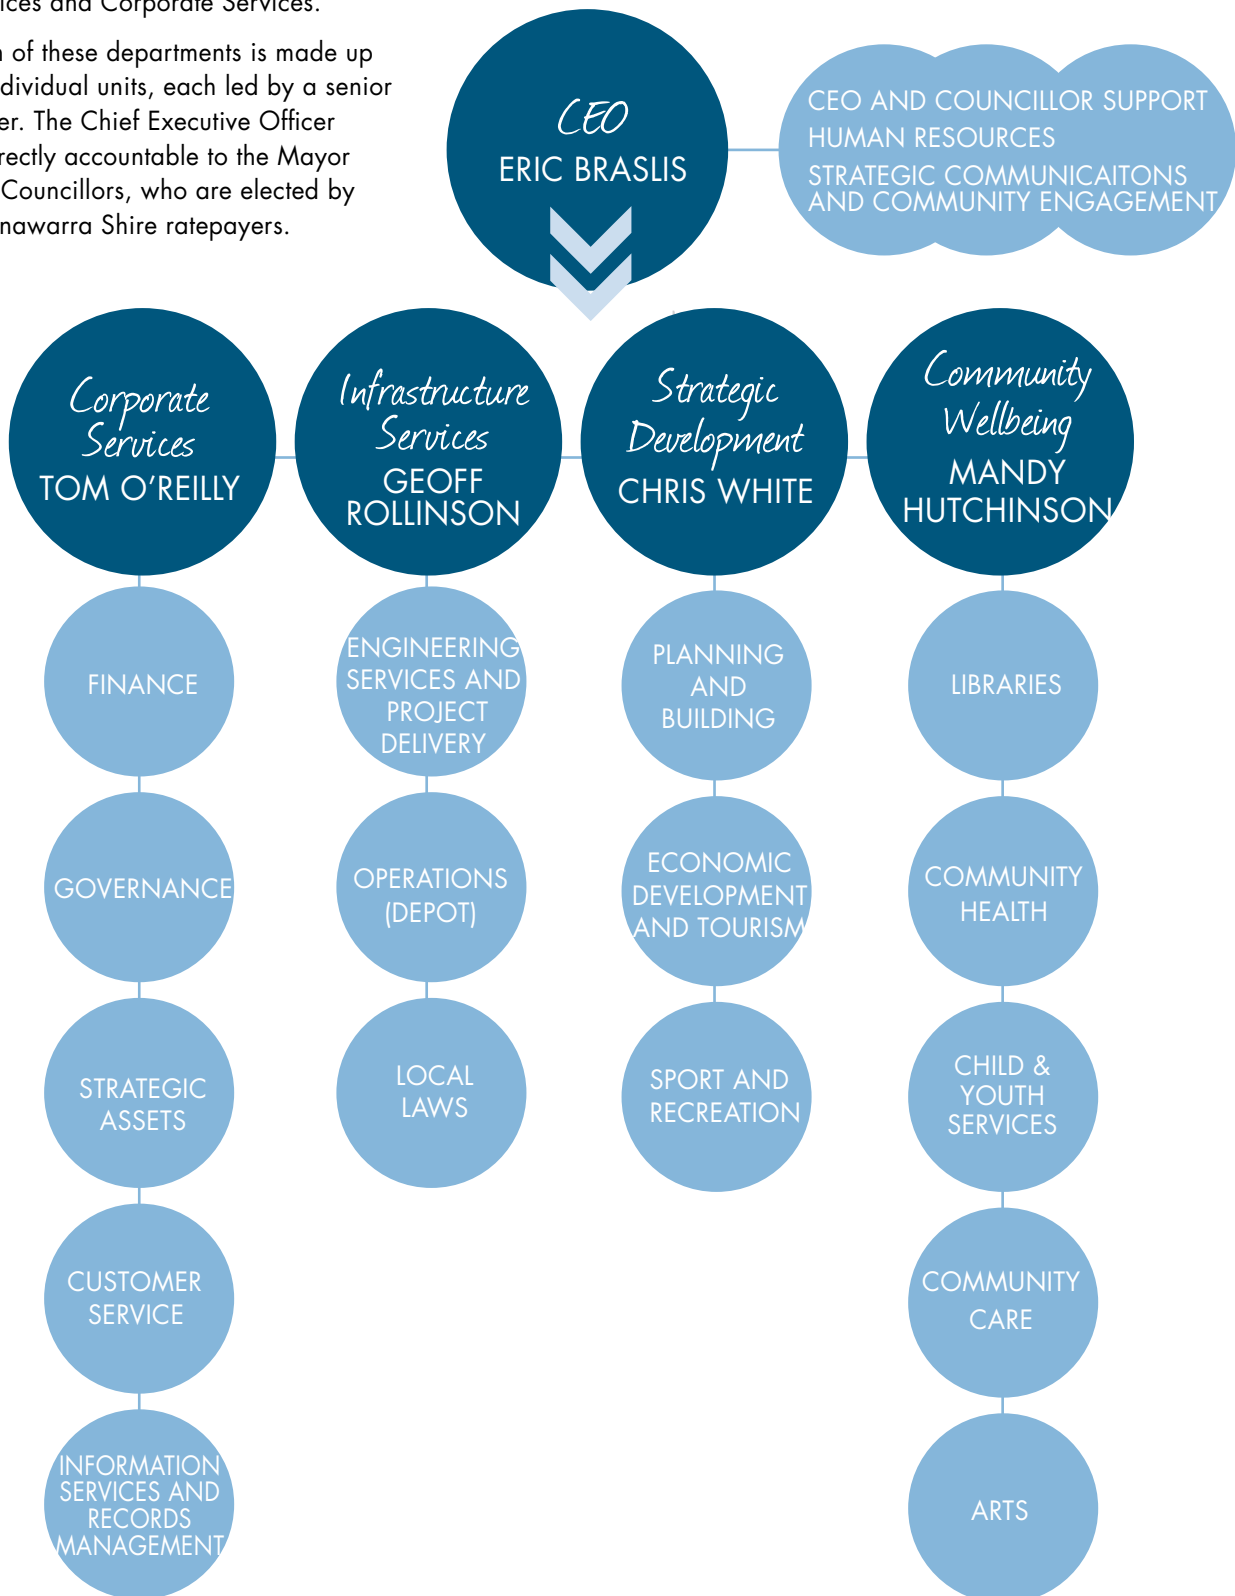 ices and Corporate Services.
of these departments is made up
dividual units, each led by a senior
er. The Chief Executive Officer
rectly accountable to the Mayor
Councillors, who are elected by
nawarra Shire ratepayers.
CEO
ERIC BRASLIS
CEO AND COUNCILLOR SUPPORT
HUMAN RESOURCES
STRATEGIC COMMUNICAITONS
AND COMMUNITY ENGAGEMENT
Corporate
Services
TOM O'REILLY
Infrastructure
Services
GEOFF
ROLLINSON
Strategic
Development
CHRIS WHITE
Community
Wellbeing
MANDY
HUTCHINSON
FINANCE
GOVERNANCE
STRATEGIC
ASSETS
CUSTOMER
SERVICE
INFORMATION
SERVICES AND
RECORDS
MANAGEMENT
ENGINEERING
SERVICES AND
PROJECT
DELIVERY
OPERATIONS
(DEPOT)
LOCAL
LAWS
PLANNING
AND
BUILDING
ECONOMIC
DEVELOPMENT
AND TOURISM
SPORT AND
RECREATION
LIBRARIES
COMMUNITY
HEALTH
CHILD &
YOUTH
SERVICES
COMMUNITY
CARE
ARTS